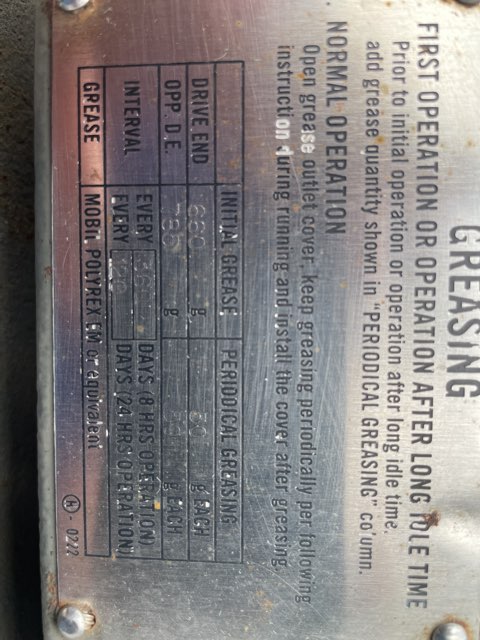 GREASING
FIRST OPERATION OR OPERATION AFTER LONG IDLE TIME
Prior to initial operation or operation after long idle time,
add grease quantity shown in "PERIODICAL GREASING" column.
NORMAL OPERATION
Open grease outlet cover, keep greasing periodically per following
instruction during running and install the cover after greasing.
INITIAL GREASE PERIODICAL GREASING
DRIVE END g g EACH
OPP. D.E. g g EACH
INTERVAL EVERY DAYS (8 HRS OPERATION)
EVERY DAYS (24 HRS OPERATION)
GREASE MOBIL POLYREX EM or equivalent
H - 0242